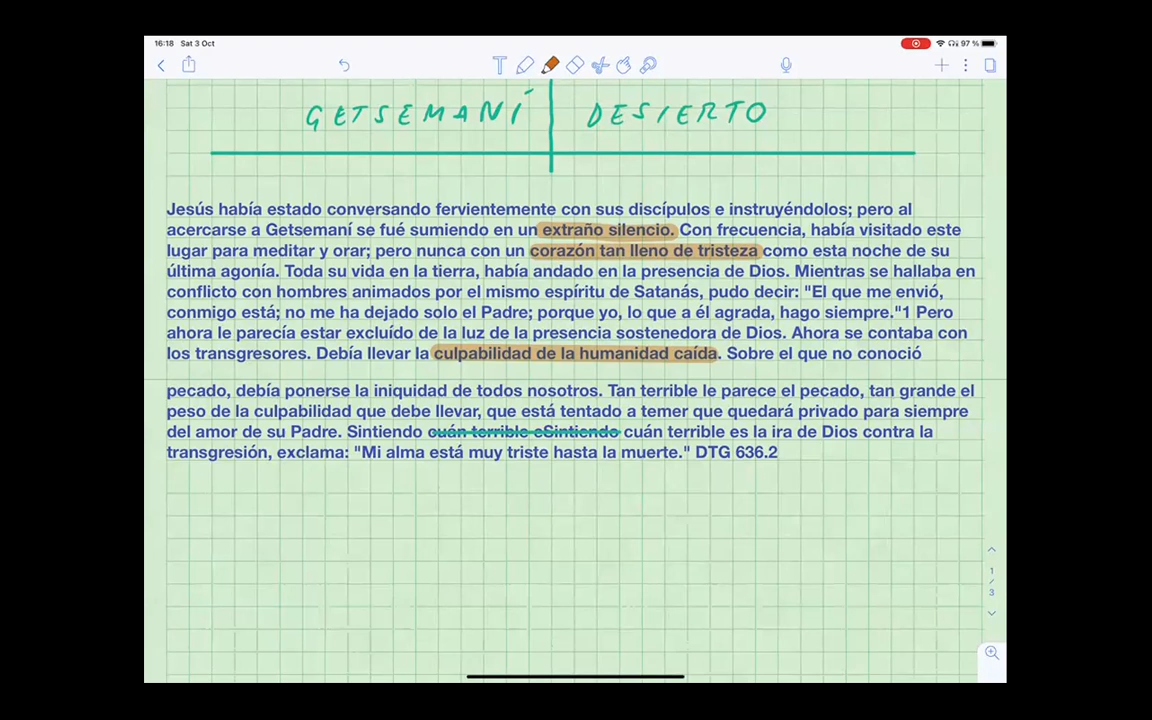 16:18 Sat 3 Oct 97 %
GETSEMANÍ DESIERTO
Jesús había estado conversando fervientemente con sus discípulos e instruyéndolos; pero al
acercarse a Getsemaní se fué sumiendo en un extraño silencio. Con frecuencia, había visitado este
lugar para meditar y orar; pero nunca con un corazón tan lleno de tristeza como esta noche de su
última agonía. Toda su vida en la tierra, había andado en la presencia de Dios. Mientras se hallaba en
conflicto con hombres animados por el mismo espíritu de Satanás, pudo decir: "El que me envió,
conmigo está; no me ha dejado solo el Padre; porque yo, lo que a él agrada, hago siempre."1 Pero
ahora le parecía estar excluído de la luz de la presencia sostenedora de Dios. Ahora se contaba con
los transgresores. Debía llevar la culpabilidad de la humanidad caída. Sobre el que no conoció
pecado, debía ponerse la iniquidad de todos nosotros. Tan terrible le parece el pecado, tan grande el
peso de la culpabilidad que debe llevar, que está tentado a temer que quedará privado para siempre
del amor de su Padre. Sintiendo cuán terrible eSintiendo cuán terrible es la ira de Dios contra la
transgresión, exclama: "Mi alma está muy triste hasta la muerte." DTG 636.2
1
/
3